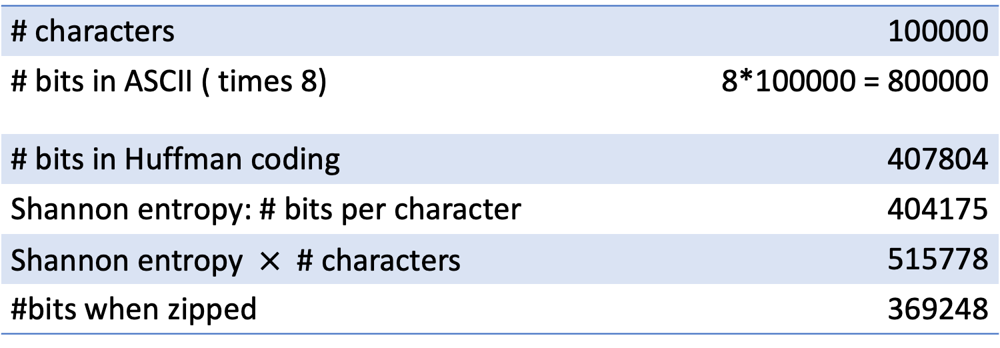 # characters 100000
# bits in ASCII ( times 8) 8*100000 = 800000
# bits in Huffman coding 407804
Shannon entropy: # bits per character 404175
Shannon entropy × # characters 515778
#bits when zipped 369248